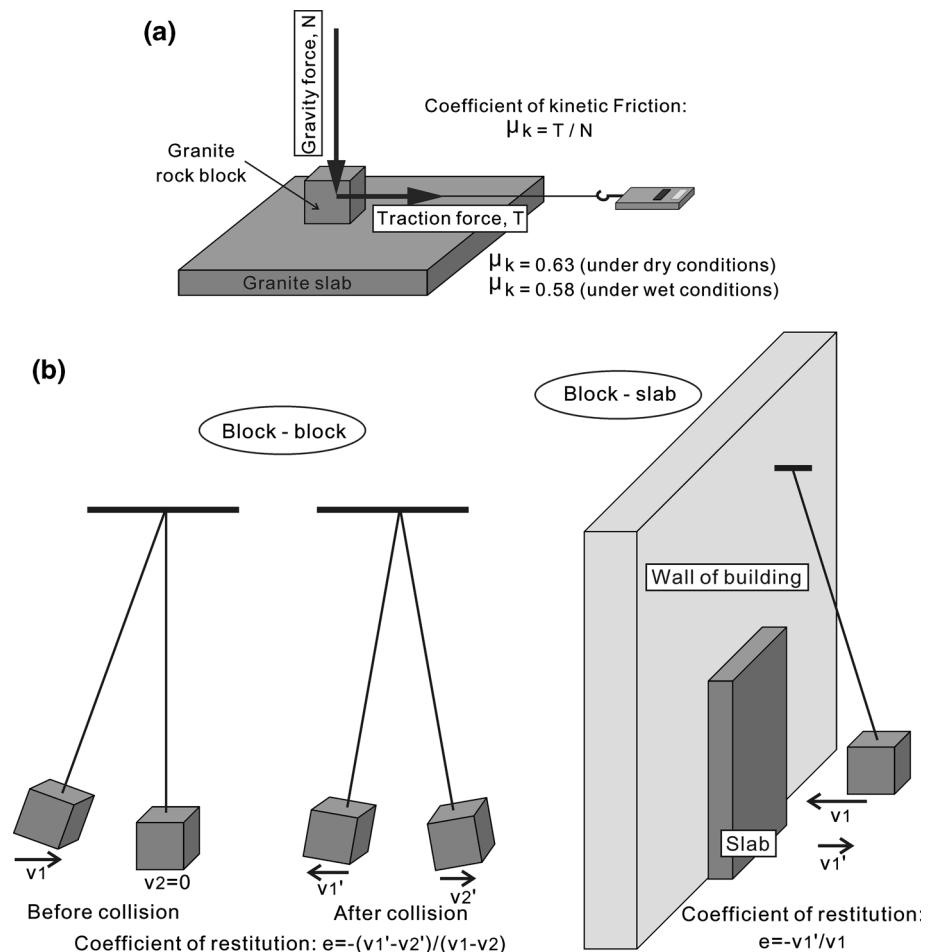 (a)
Gravity force, N
Coefficient of kinetic Friction:
μk = T / N
Granite
rock block
Traction force, T
Granite slab
μk = 0.63 (under dry conditions)
μk = 0.58 (under wet conditions)
(b)
Block - block
Block - slab
Wall of building
v1
v2=0
Before collision
v1'
v2'
After collision
Coefficient of restitution: e=-(v1'-v2')/(v1-v2)
Slab
v1
v1'
Coefficient of restitution:
e=-v1'/v1